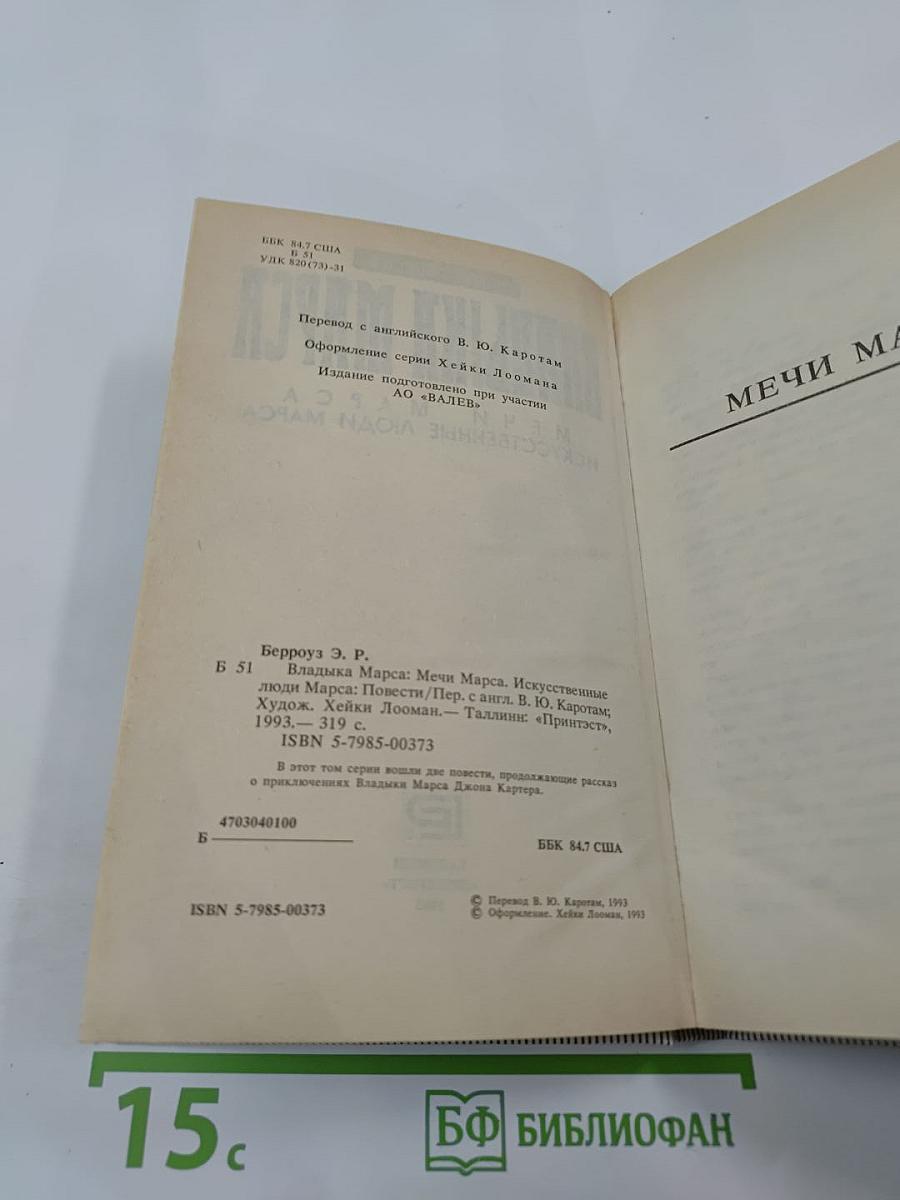 ББК 84.7 США
Б 51
УДК 820(73)-31
Перевод с английского В. Ю. Каротам
Оформление серии Хейки Лоомана
Издание подготовлено при участии
АО «ВАЛЕВ»
Берроуз Э. Р.
Б 51 Владыка Марса: Мечи Марса. Искусственные
люди Марса: Повести/Пер. с англ. В. Ю. Каротам;
Худож. Хейки Лооман.— Таллинн: «Принтэст»,
1993.— 319 с.
ISBN 5-7985-00373
В этот том серии вошли две повести, продолжающие рассказ
о приключениях Владыки Марса Джона Картера.
4703040100
Б
ББК 84.7 США
ISBN 5-7985-00373
© Перевод В. Ю. Каротам, 1993
© Оформление. Хейки Лооман, 1993
МЕЧИ МА
15 с
БФ БИБЛИОФАН